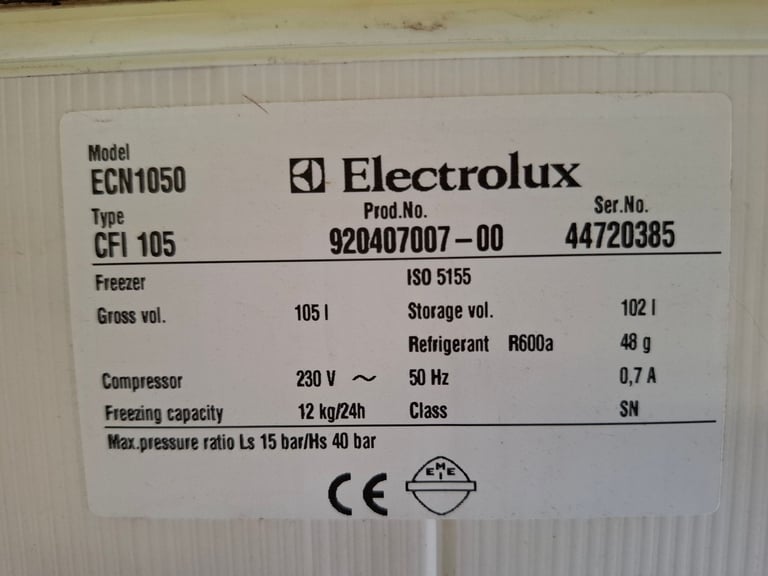 Model
ECN1050
Electrolux
Type
Prod.No.
Ser.No.
CFI 105
920407007-00
44720385
Freezer ISO 5155
Gross vol. 105 l Storage vol. 102 l
Refrigerant R600a 48 g
Compressor 230 V ~ 50 Hz 0,7 A
Freezing capacity 12 kg/24h Class SN
Max.pressure ratio Ls 15 bar/Hs 40 bar
CE
EMEI